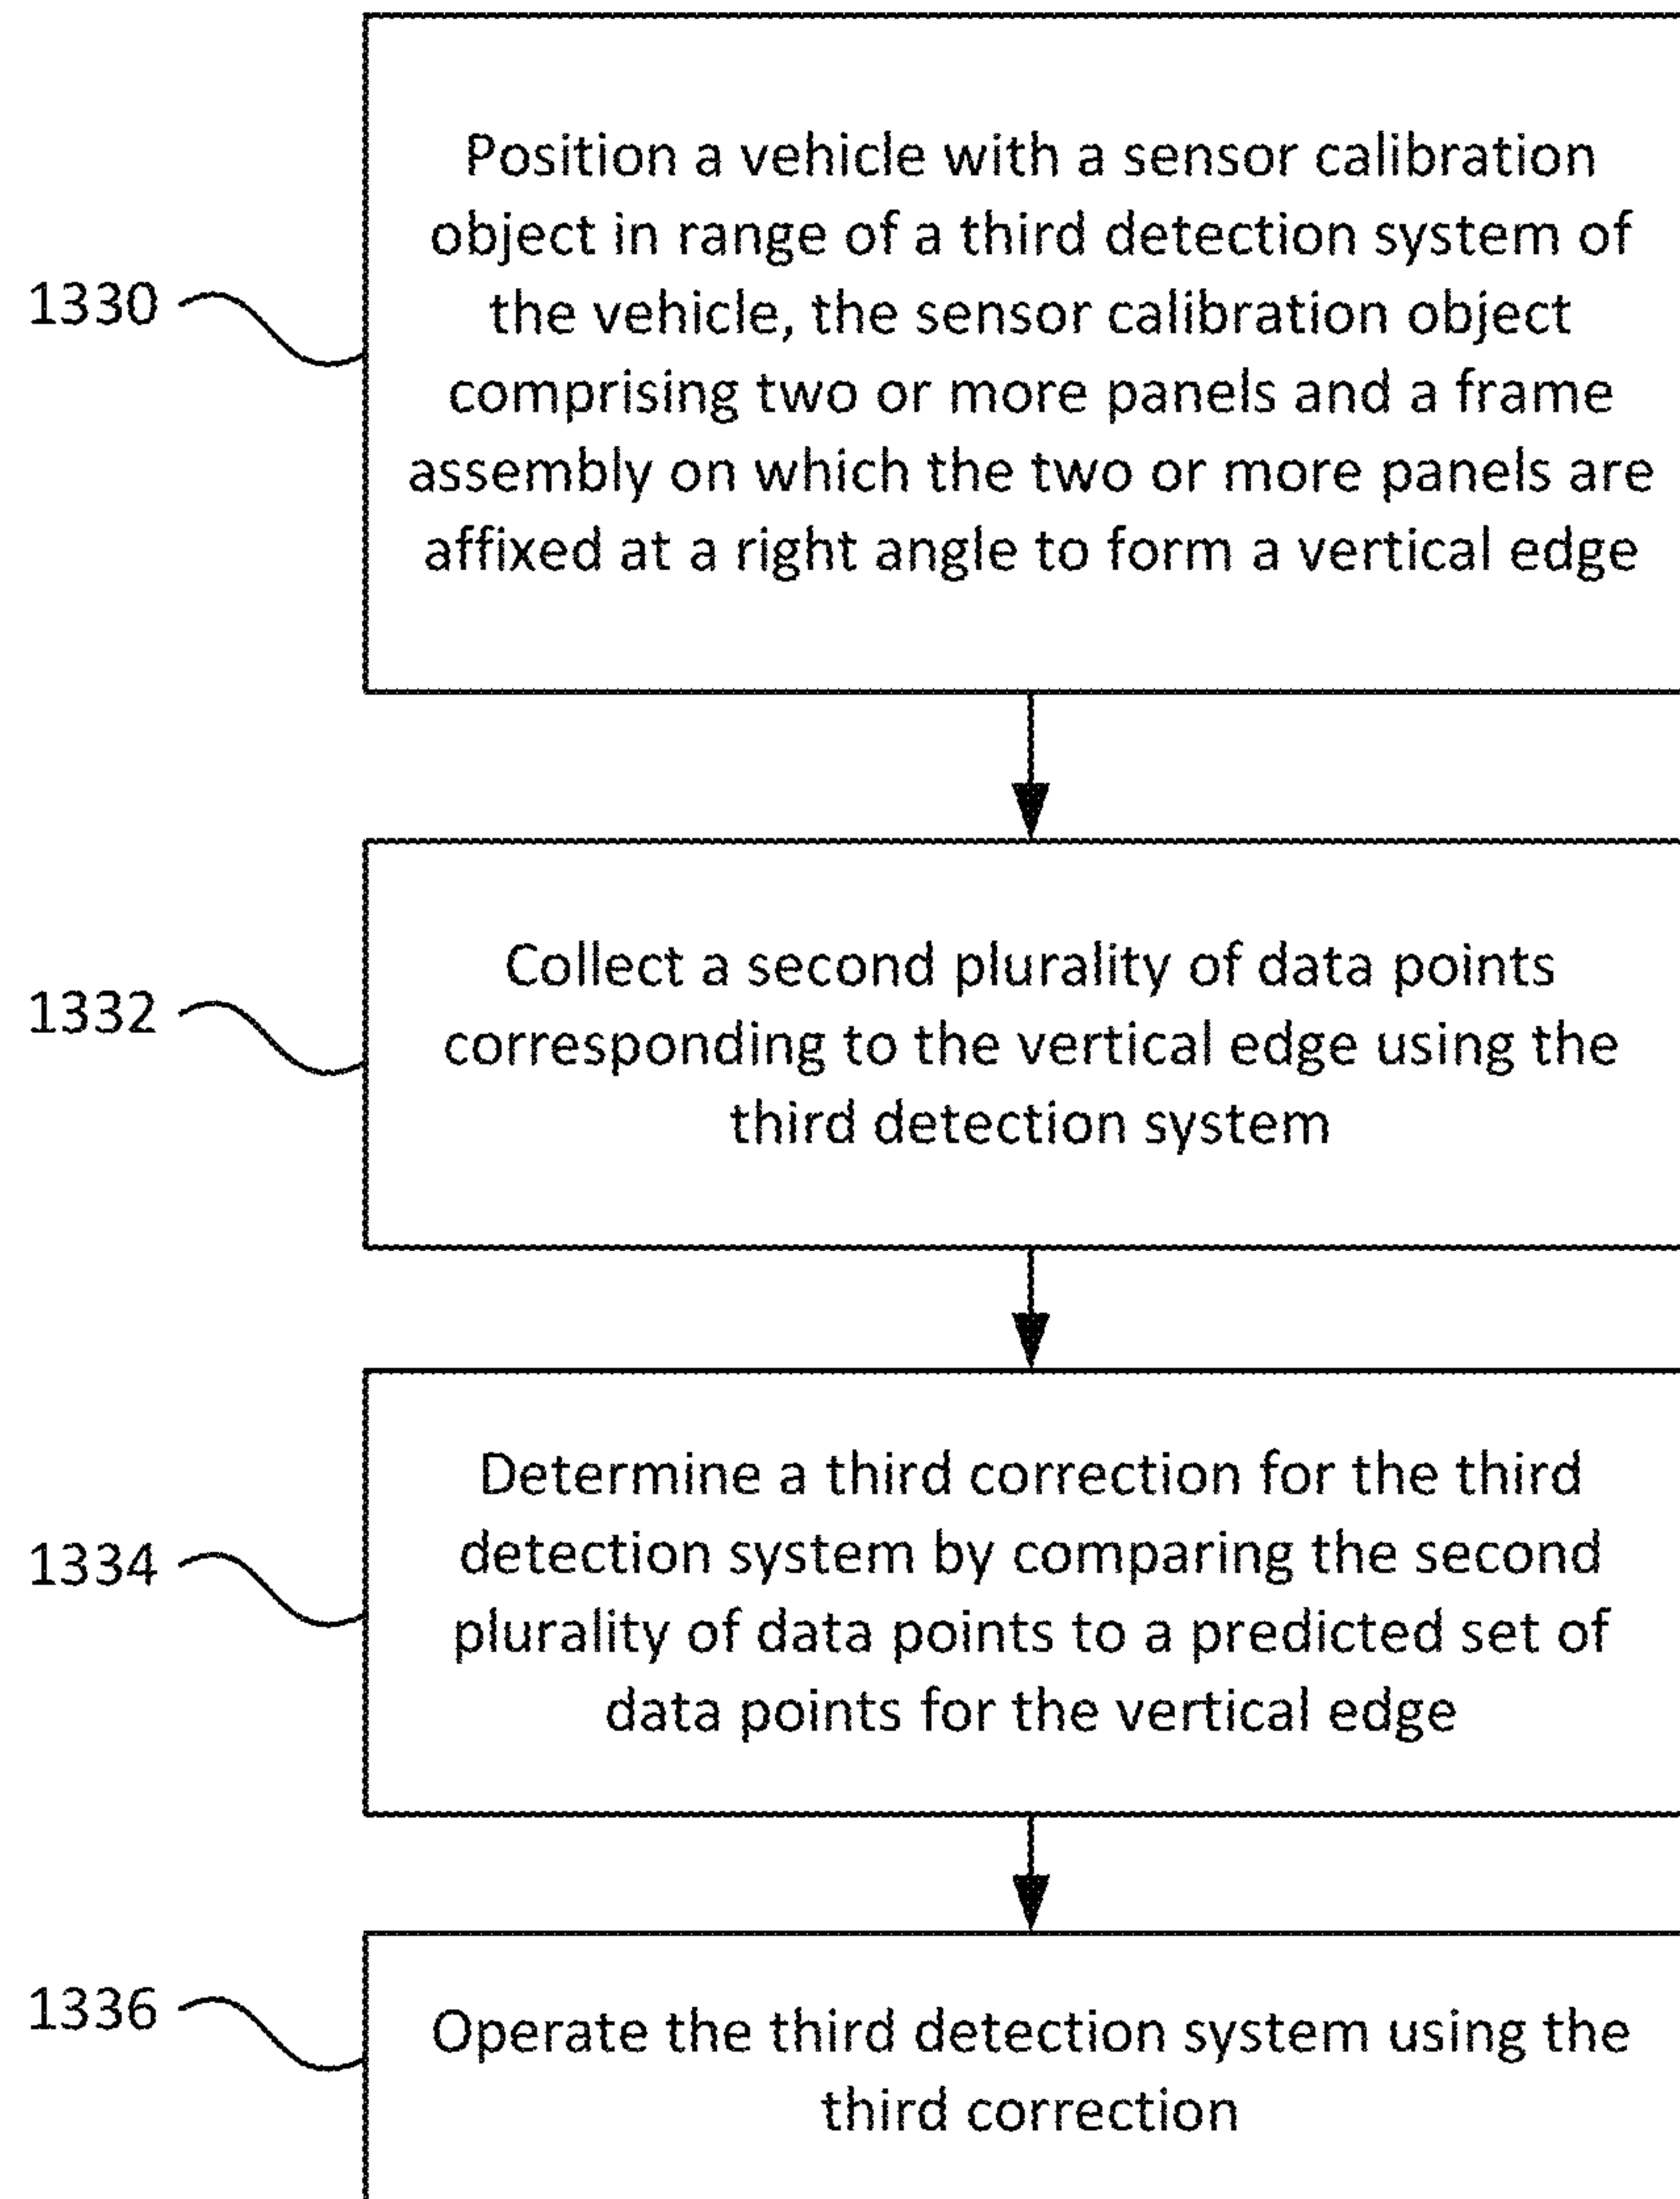 Position a vehicle with a sensor calibration
object in range of a third detection system of
1330
the vehicle, the sensor calibration object
comprising two or more panels and a frame
assembly on which the two or more panels are
affixed at a right angle to form a vertical edge
Collect a second plurality of data points
1332
corresponding to the vertical edge using the
third detection system
Determine a third correction for the third
1334
detection system by comparing the second
plurality of data points to a predicted set of
data points for the vertical edge
1336
Operate the third detection system using the
third correction